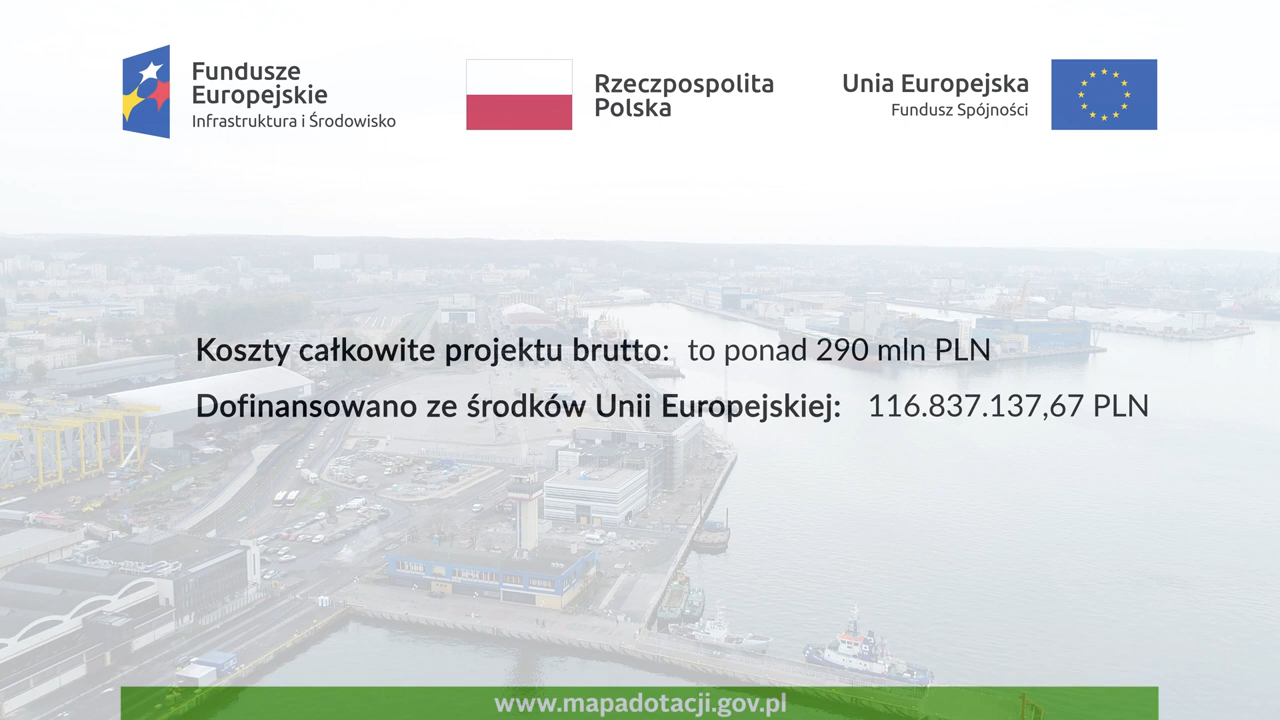 Fundusze
Europejskie
Infrastruktura i Środowisko
Rzeczpospolita
Polska
Unia Europejska
Fundusz Spójności
Koszty całkowite projektu brutto: to ponad 290 mln PLN
Dofinansowano ze środków Unii Europejskiej: 116.837.137,67 PLN
www.mapadotacji.gov.pl